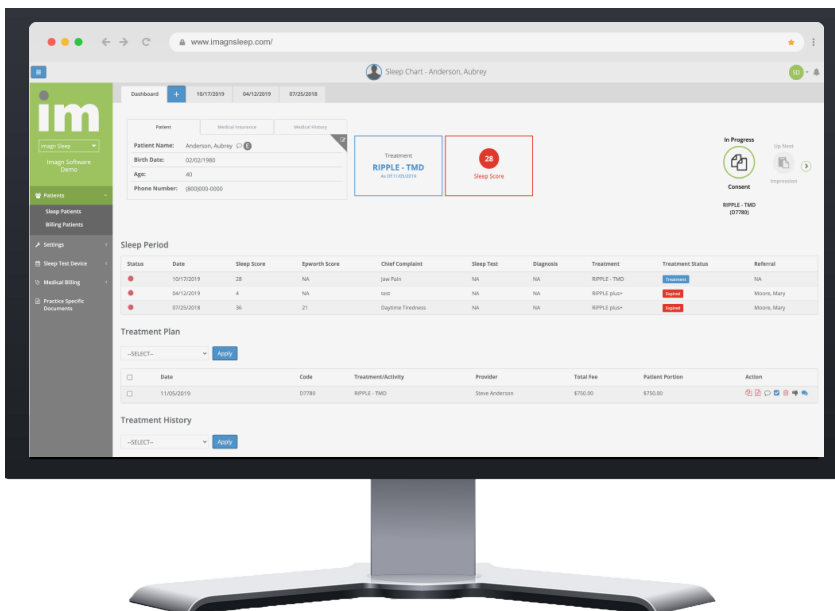 www.imagnsleep.com/
Sleep Chart - Anderson, Aubrey
SD
im
imagn Sleep
Imagn Software
Demo
Patients
Sleep Patients
Billing Patients
Settings
Sleep Test Device
Medical Billing
Practice Specific
Documents
Dashboard + 10/17/2019 04/12/2019 07/25/2018
Patient Medical Insurance Medical History
Patient Name: Anderson, Aubrey E
Birth Date: 02/02/1980
Age: 40
Phone Number: (800)000-0000
Treatment
RIPPLE - TMD
As Of:11/05/2019
28
Sleep Score
In Progress
Consent
RIPPLE - TMD
(D7780)
Up Next
Impression
Sleep Period
Status Date Sleep Score Epworth Score Chief Complaint Sleep Test Diagnosis Treatment Treatment Status Referral
10/17/2019 28 NA Jaw Pain NA NA RIPPLE - TMD Treatment NA
04/12/2019 4 NA test NA NA RIPPLE plus+ Expired Moore, Mary
07/25/2018 36 21 Daytime Tiredness NA NA RIPPLE plus+ Expired Moore, Mary
Treatment Plan
--SELECT-- Apply
Date Code Treatment/Activity Provider Total Fee Patient Portion Action
11/05/2019 D7780 RIPPLE - TMD Steve Anderson $750.00 $750.00
Treatment History
--SELECT-- Apply